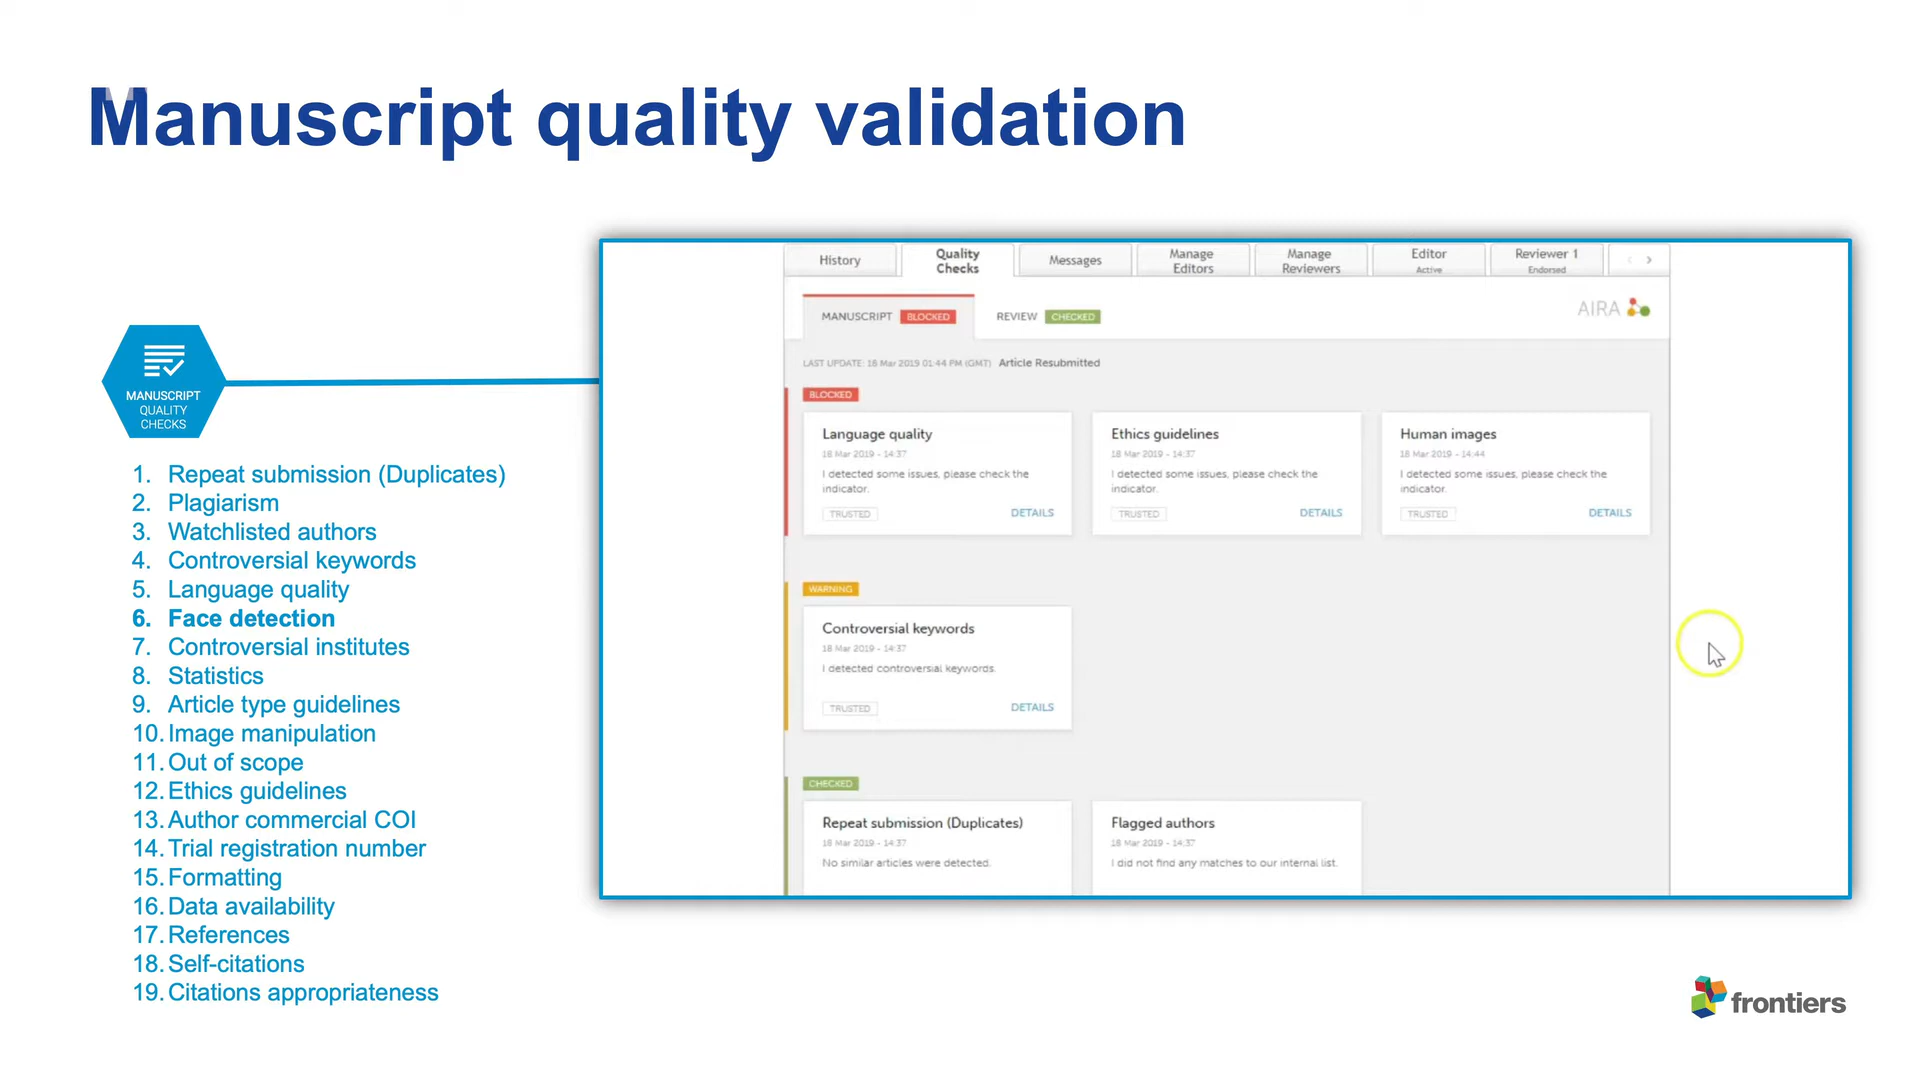 Manuscript quality validation
MANUSCRIPT
QUALITY
CHECKS
1. Repeat submission (Duplicates)
2. Plagiarism
3. Watchlisted authors
4. Controversial keywords
5. Language quality
6. Face detection
7. Controversial institutes
8. Statistics
9. Article type guidelines
10. Image manipulation
11. Out of scope
12. Ethics guidelines
13. Author commercial COI
14. Trial registration number
15. Formatting
16. Data availability
17. References
18. Self-citations
19. Citations appropriateness
History
Quality
Checks
Messages
Manage
Editors
Manage
Reviewers
Editor
Active
Reviewer 1
Endorsed
MANUSCRIPT BLOCKED
REVIEW CHECKED
AIRA
LAST UPDATE: 18 Mar 2019 01:44 PM (GMT) Article Resubmitted
BLOCKED
Language quality
18 Mar 2019 - 14:37
I detected some issues, please check the
indicator.
TRUSTED DETAILS
Ethics guidelines
18 Mar 2019 - 14:37
I detected some issues, please check the
indicator.
TRUSTED DETAILS
Human images
18 Mar 2019 - 14:44
I detected some issues, please check the
indicator.
TRUSTED DETAILS
WARNING
Controversial keywords
18 Mar 2019 - 14:37
I detected controversial keywords.
TRUSTED DETAILS
CHECKED
Repeat submission (Duplicates)
18 Mar 2019 - 14:37
No similar articles were detected.
Flagged authors
18 Mar 2019 - 14:37
I did not find any matches to our internal list.
frontiers